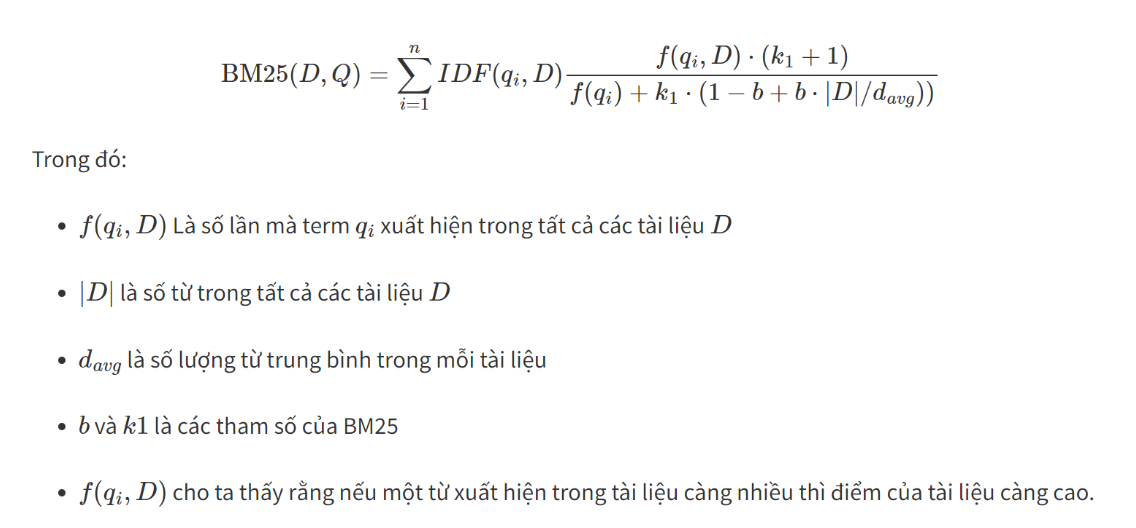 BM25(D, Q) = \sum_{i=1}^{n} IDF(q_i, D) \frac{f(q_i, D) \cdot (k_1 + 1)}{f(q_i) + k_1 \cdot (1 - b + b \cdot |D|/d_{avg}))}
Trong đó:
• f(q_i, D) Là số lần mà term q_i xuất hiện trong tất cả các tài liệu D
• |D| là số từ trong tất cả các tài liệu D
• d_{avg} là số lượng từ trung bình trong mỗi tài liệu
• b và k1 là các tham số của BM25
• f(q_i, D) cho ta thấy rằng nếu một từ xuất hiện trong tài liệu càng nhiều thì điểm của tài liệu càng cao.